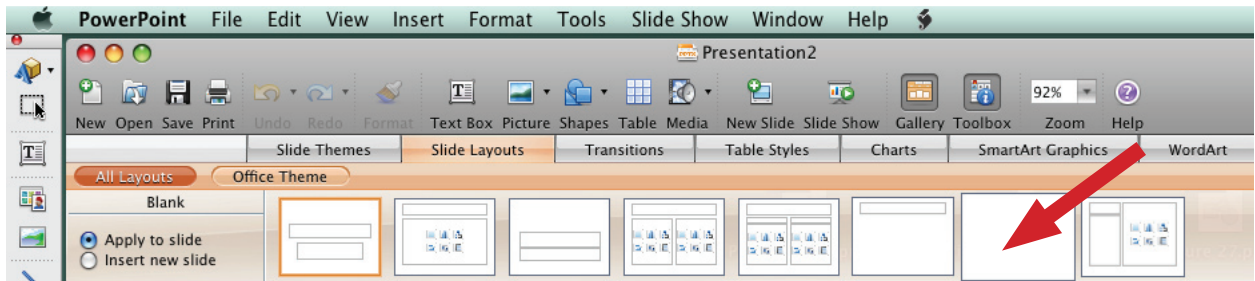 PowerPoint File Edit View Insert Format Tools Slide Show Window Help
Presentation2
92%
New Open Save Print Undo Redo Format Text Box Picture Shapes Table Media New Slide Slide Show Gallery Toolbox Zoom Help
Slide Themes Slide Layouts Transitions Table Styles Charts SmartArt Graphics WordArt
All Layouts Office Theme
Blank
Apply to slide
Insert new slide